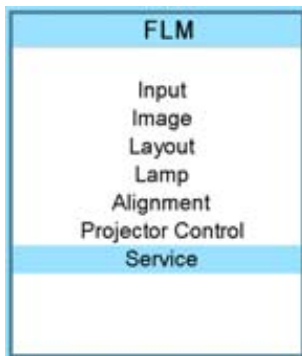 FLM
Input
Image
Layout
Lamp
Alignment
Projector Control
Service